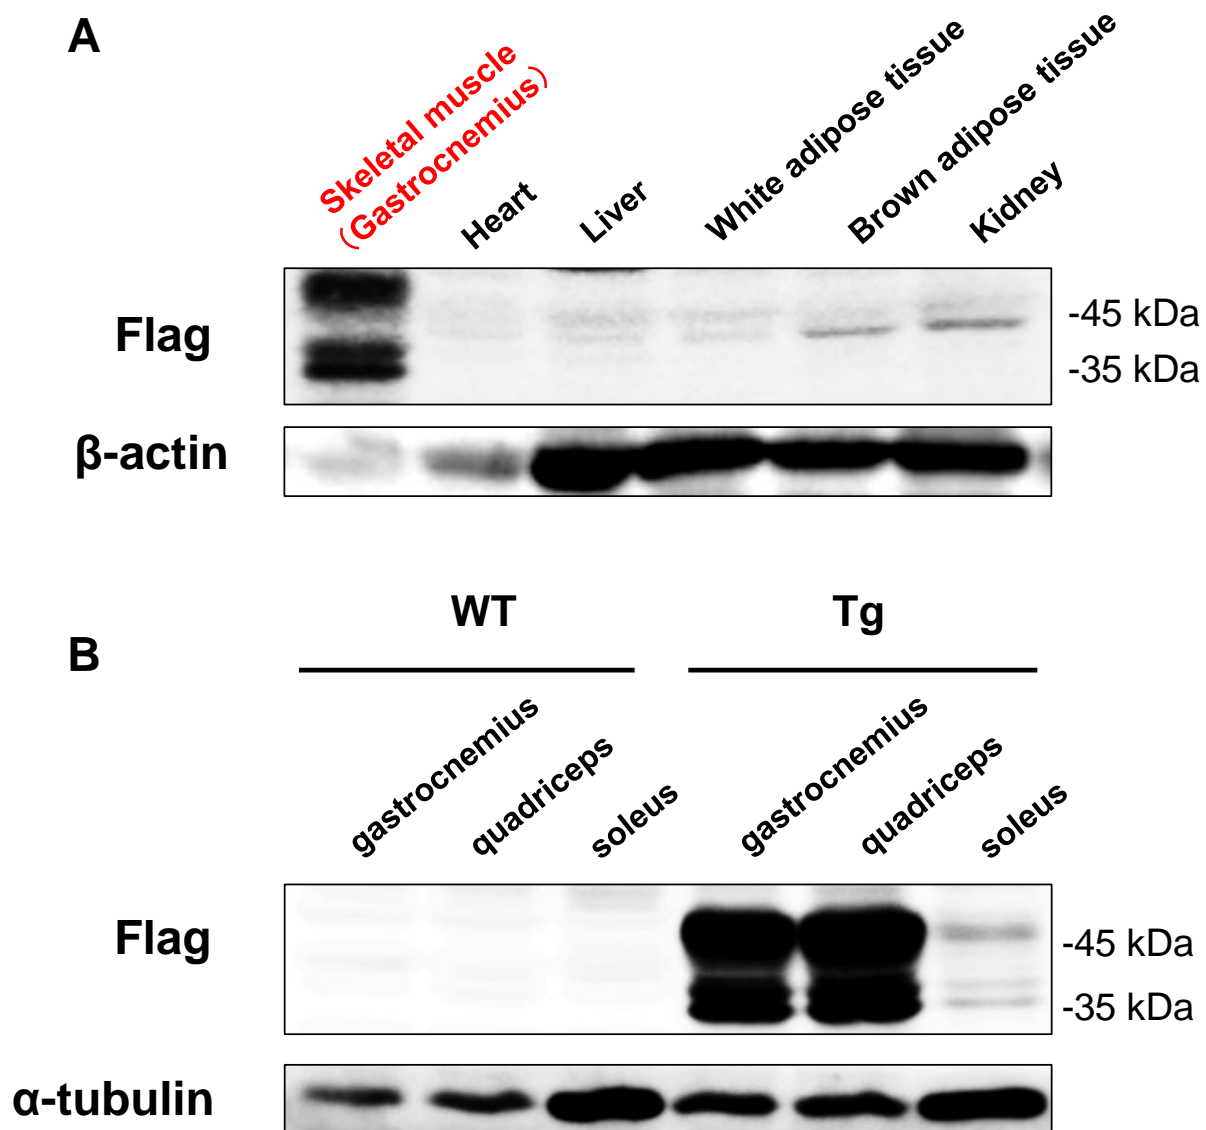 A
Skeletal muscle
（Gastrocnemius）
Heart
Liver
White adipose tissue
Brown adipose tissue
Kidney
Flag
-45 kDa
-35 kDa
β-actin
WT
Tg
B
gastrocnemius
quadriceps
soleus
gastrocnemius
quadriceps
soleus
Flag
-45 kDa
-35 kDa
α-tubulin